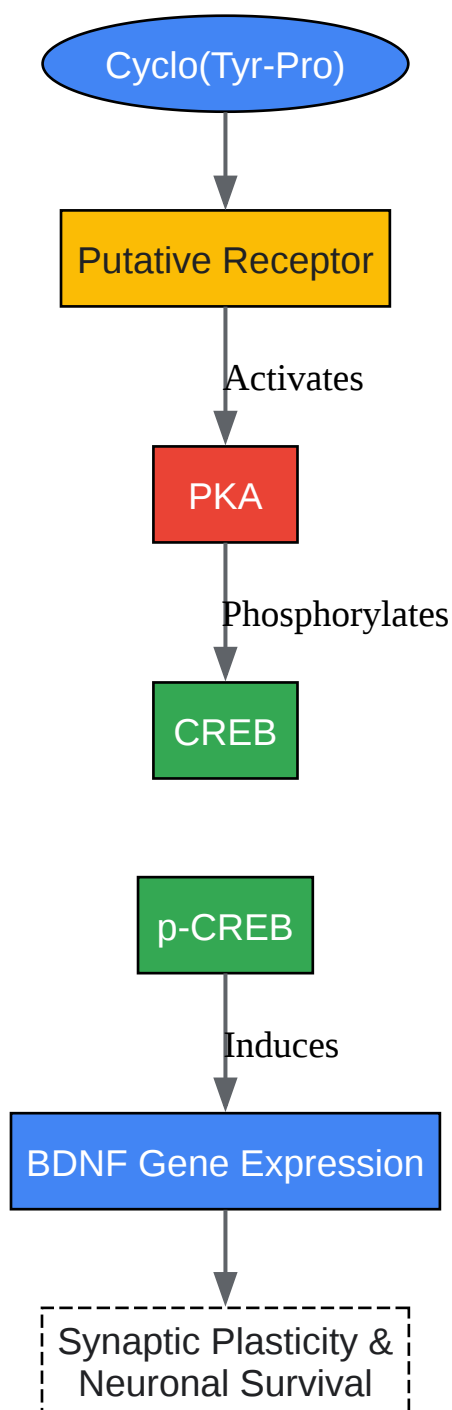 Cyclo(Tyr-Pro)
Putative Receptor
Activates
PKA
Phosphorylates
CREB
p-CREB
Induces
BDNF Gene Expression
Synaptic Plasticity &
Neuronal Survival